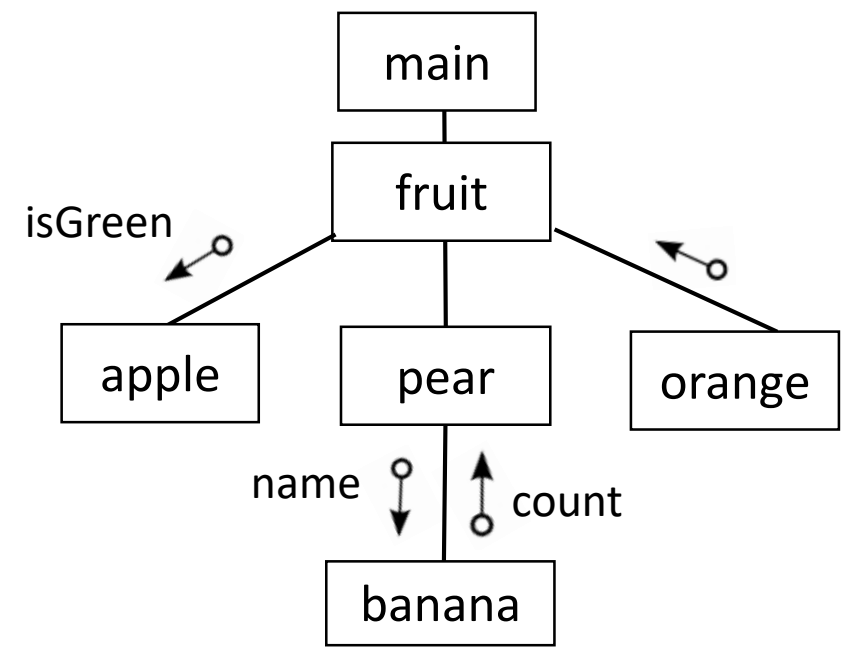 main
fruit
isGreen
apple
pear
orange
name
count
banana